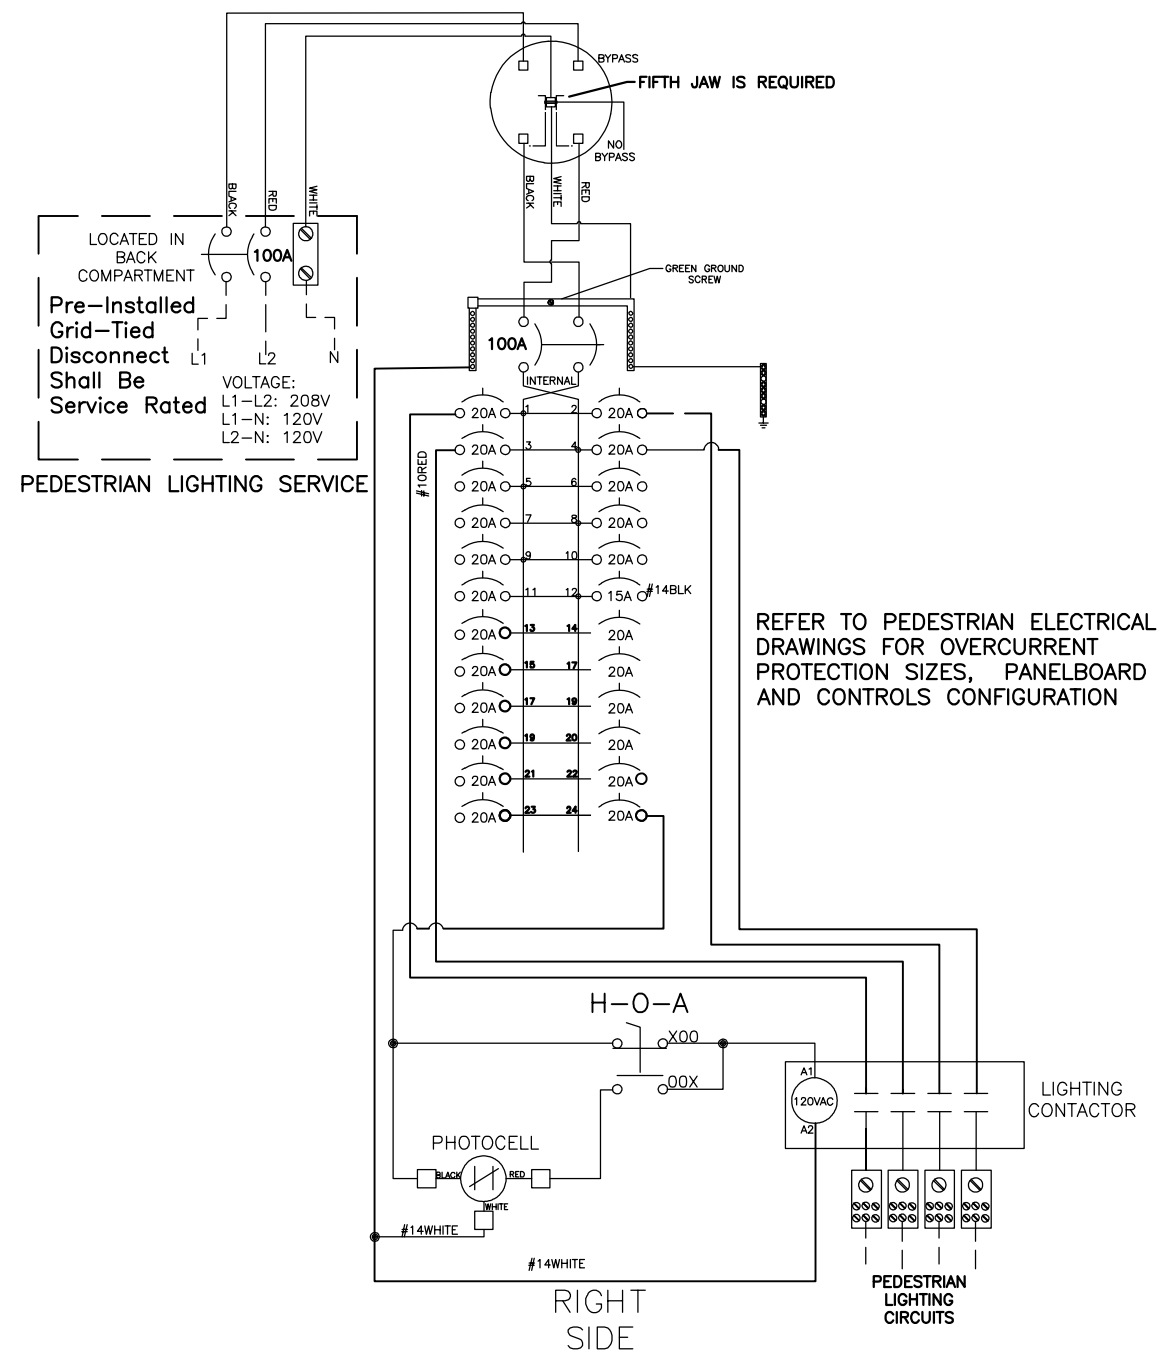 BYPASS
FIFTH JAW IS REQUIRED
NO
BYPASS
BLACK
RED
WHITE
BLACK
WHITE
RED
LOCATED IN
BACK
COMPARTMENT
100A
GREEN GROUND
SCREW
Pre-Installed
Grid-Tied
Disconnect
Shall Be
Service Rated
L1
L2
N
VOLTAGE:
L1-L2: 208V
L1-N: 120V
L2-N: 120V
PEDESTRIAN LIGHTING SERVICE
100A
INTERNAL
20A 1 2 20A
20A 3 4 20A
#10RED
20A 5 6 20A
20A 7 8 20A
20A 9 10 20A
20A 11 12 15A #14BLK
20A 13 14 20A
20A 15 17 20A
20A 17 19 20A
20A 19 20 20A
20A 21 22 20A
20A 23 24 20A
REFER TO PEDESTRIAN ELECTRICAL
DRAWINGS FOR OVERCURRENT
PROTECTION SIZES, PANELBOARD
AND CONTROLS CONFIGURATION
H-O-A
XOO
OOX
A1
120VAC
A2
LIGHTING
CONTACTOR
PHOTOCELL
BLACK
RED
WHITE
#14WHITE
#14WHITE
PEDESTRIAN
LIGHTING
CIRCUITS
RIGHT
SIDE